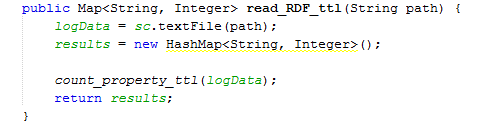 public Map<String, Integer> read_RDF_ttl(String path) {
logData = sc.textFile(path);
results = new HashMap<String, Integer>();
count_property_ttl(logData);
return results;
}